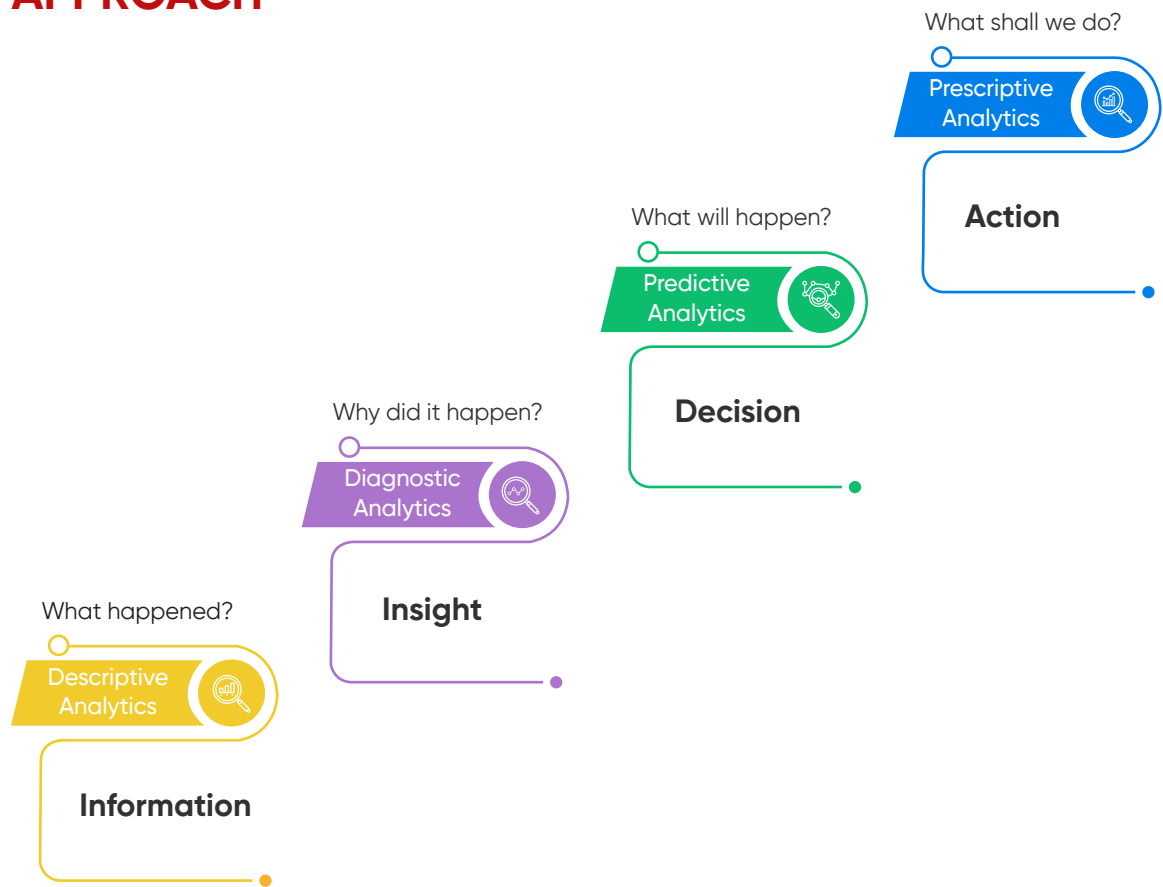 APPROACH
What shall we do?
Prescriptive
Analytics
Action
What will happen?
Predictive
Analytics
Decision
Why did it happen?
Diagnostic
Analytics
Insight
What happened?
Descriptive
Analytics
Information